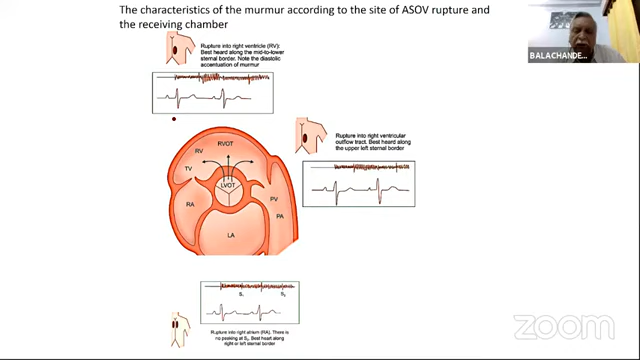 The characteristics of the murmur according to the site of ASOV rupture and
the receiving chamber
BALACHANDE...
Rupture into right ventricle (RV):
Best heard along the mid-to-lower
sternal border. Note the diastolic
accentuation of murmur
Rupture into right ventricular
outflow tract. Best heard along
the upper left sternal border
RVOT
RV
TV
LVOT
RA
PV
PA
LA
S₁
S₂
Rupture into right atrium (RA). There is
no peaking at S₂. Best heart along
right or left sternal border
zoom